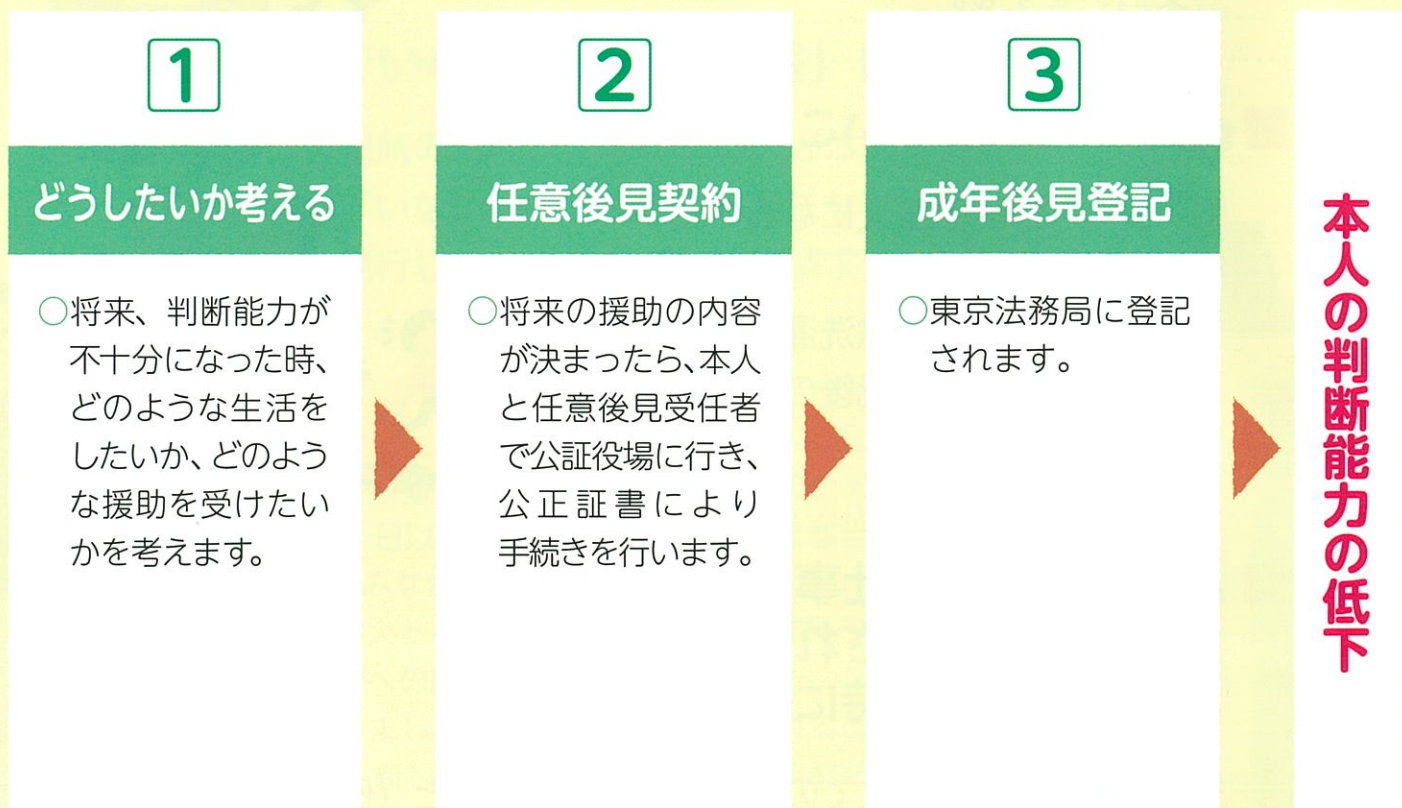 1
どうしたいか考える
○将来、判断能力が
不十分になった時、
どのような生活を
したいか、どのよう
な援助を受けたい
かを考えます。
2
任意後見契約
○将来の援助の内容
が決まったら、本人
と任意後見受任者
で公証役場に行き、
公正証書により
手続きを行います。
3
成年後見登記
○東京法務局に登記
されます。
本人の判断能力の低下